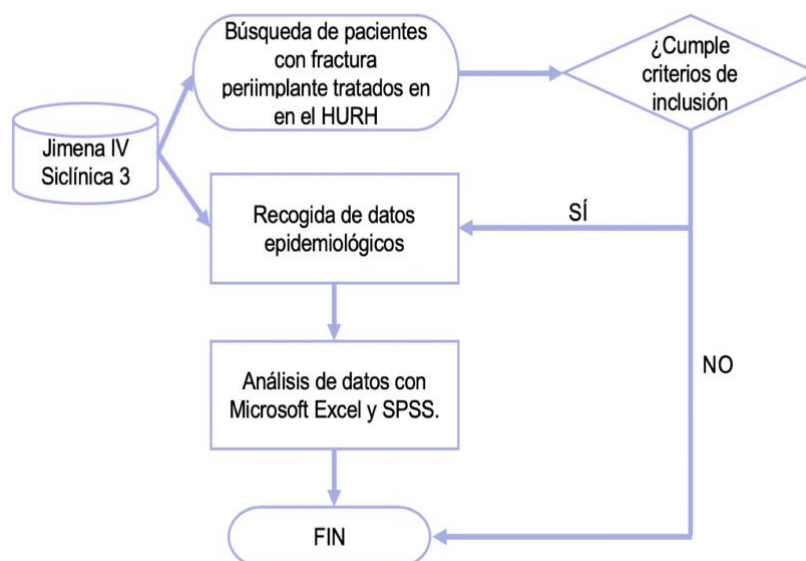 Búsqueda de pacientes
con fractura
periimplante tratados en
en el HURH
¿Cumple
criterios de
inclusión
Jimena IV
Siclínica 3
Recogida de datos
epidemiológicos
SÍ
Análisis de datos con
Microsoft Excel y SPSS.
NO
FIN